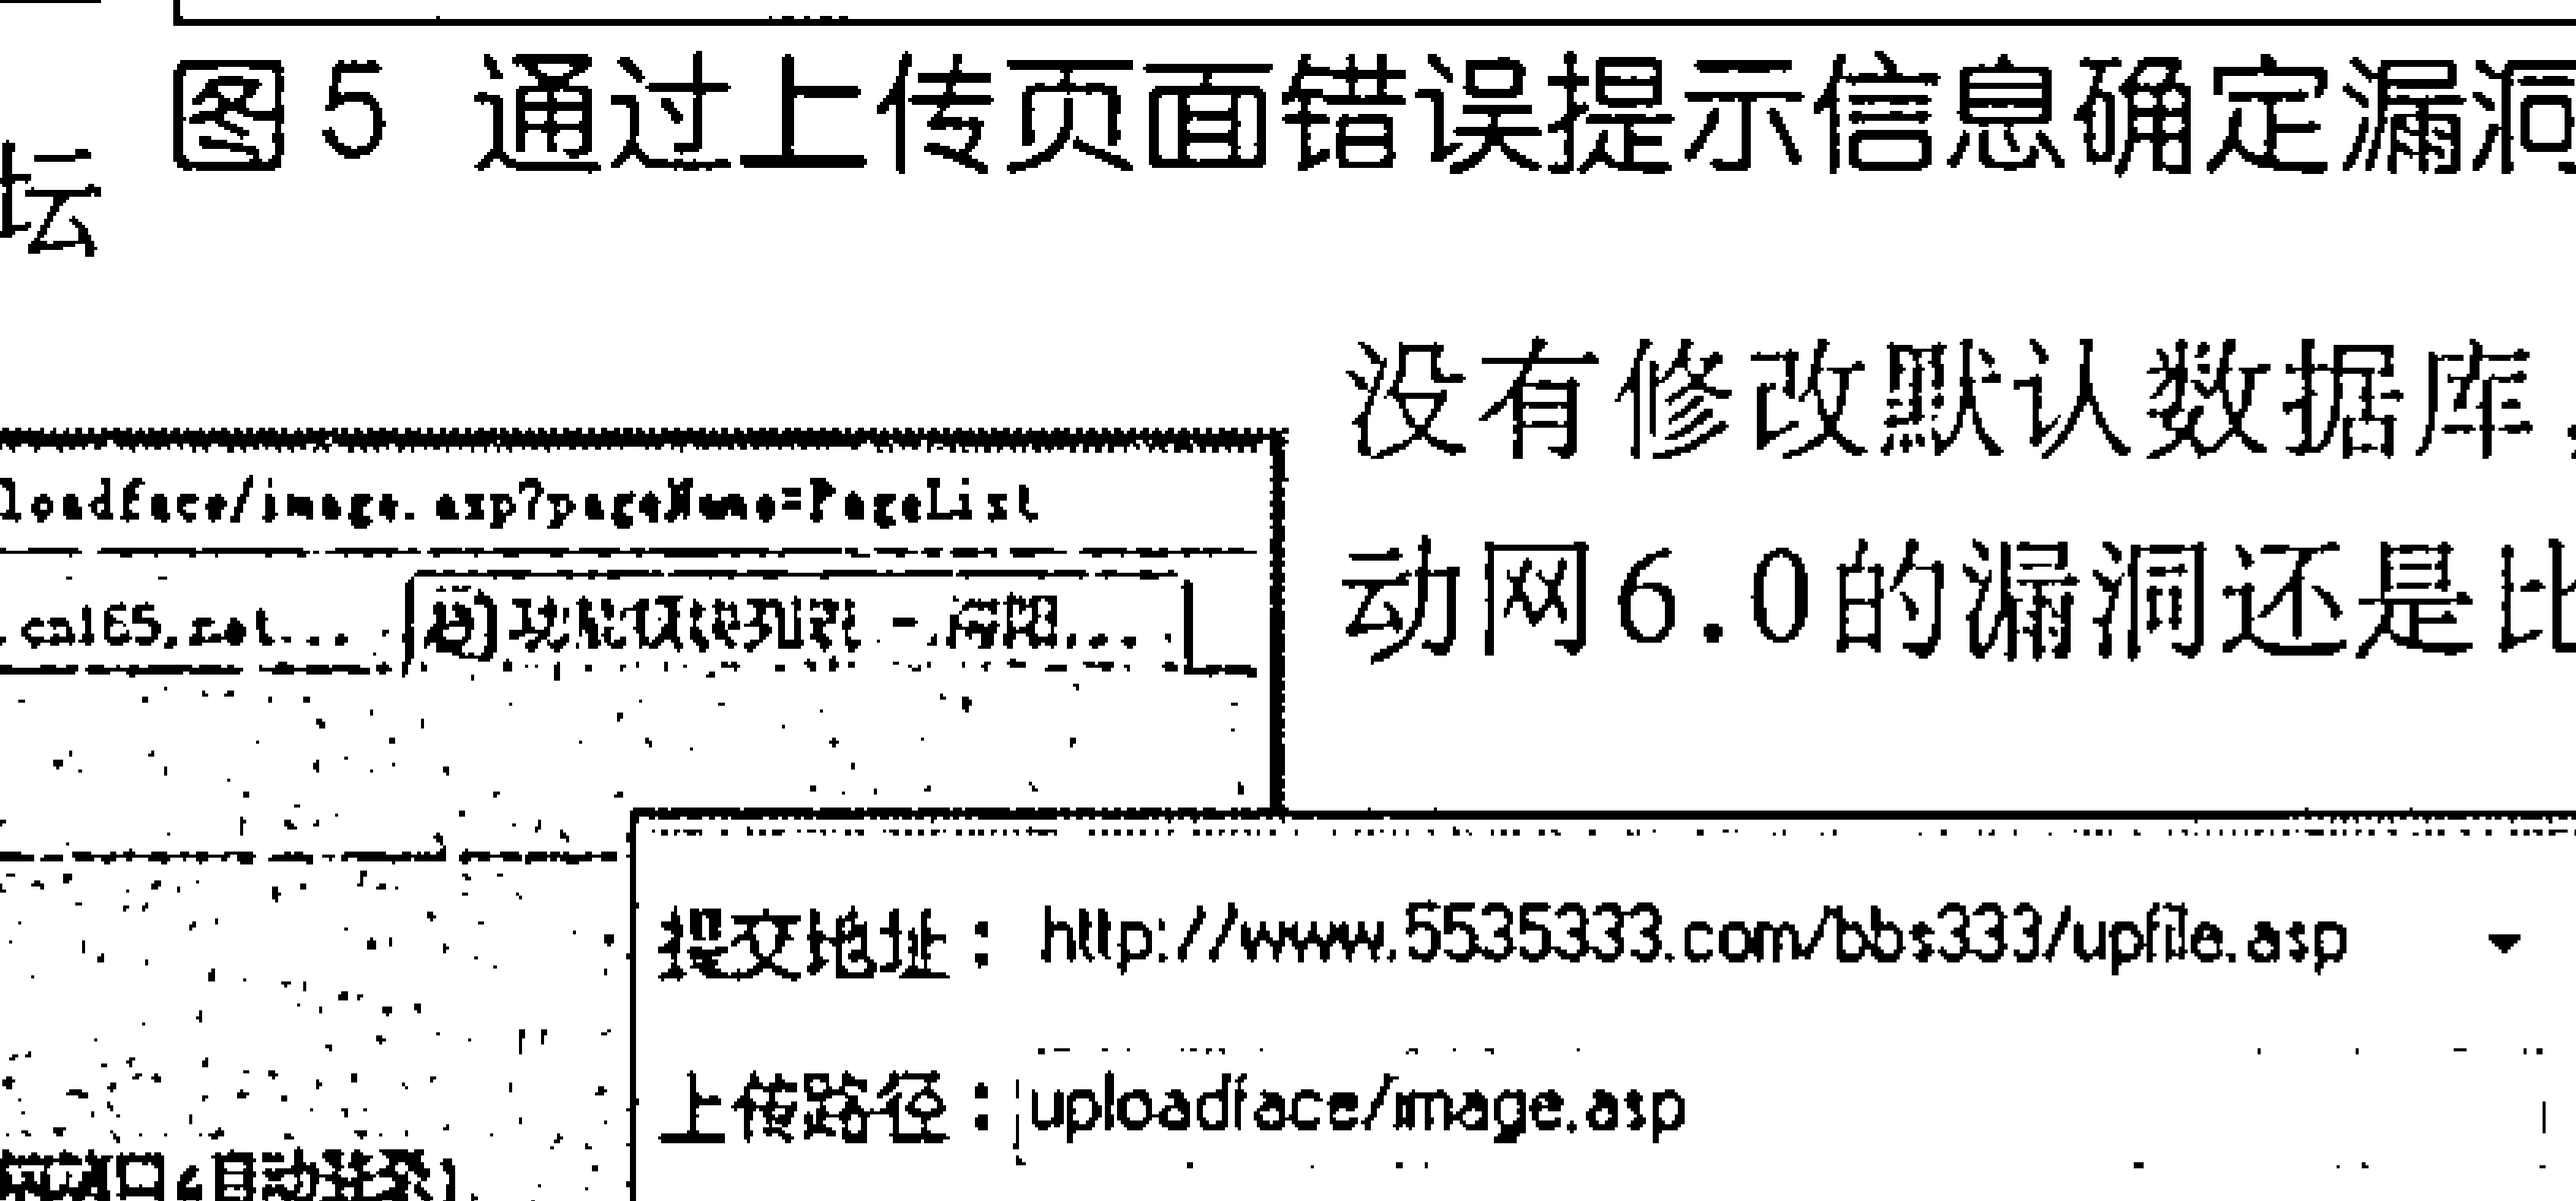 图5 通过上传页面错误提示信息确定漏洞
坛
没有修改默认数据库，
loadface/image.asp?pageName=PageList
动网6.0的漏洞还是比
提交地址：http://www.5535333.com/bbs333/upfile.asp
上传路径：uploadface/image.asp